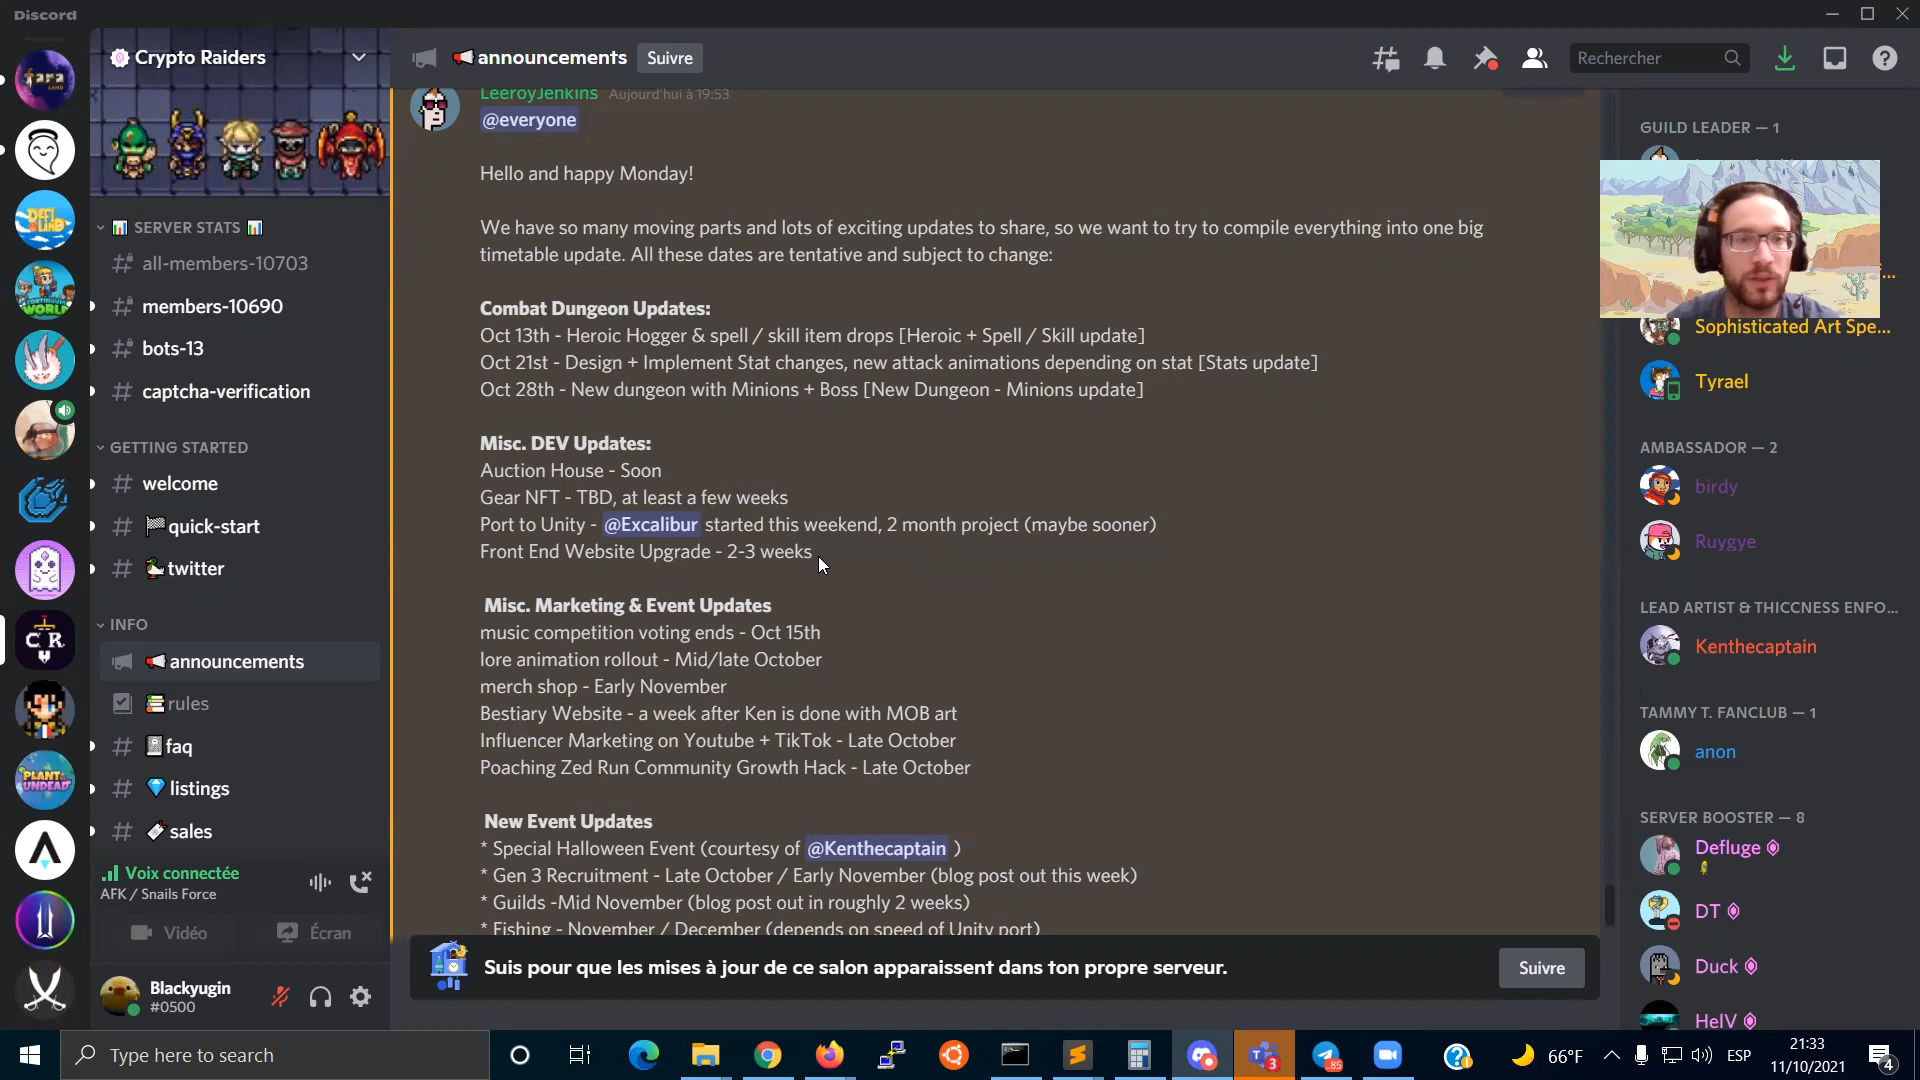 Discord
Crypto Raiders
SERVER STATS
all-members-10703
members-10690
bots-13
captcha-verification
GETTING STARTED
welcome
quick-start
twitter
INFO
announcements
rules
faq
listings
sales
Voix connectée
AFK / Snails Force
Vidéo
Écran
Blackyugin
#0500
announcements
Suivre
Rechercher
LeeroyJenkins Aujourd'hui à 19:53
@everyone
Hello and happy Monday!
We have so many moving parts and lots of exciting updates to share, so we want to try to compile everything into one big
timetable update. All these dates are tentative and subject to change:
Combat Dungeon Updates:
Oct 13th - Heroic Hogger & spell / skill item drops [Heroic + Spell / Skill update]
Oct 21st - Design + Implement Stat changes, new attack animations depending on stat [Stats update]
Oct 28th - New dungeon with Minions + Boss [New Dungeon - Minions update]
Misc. DEV Updates:
Auction House - Soon
Gear NFT - TBD, at least a few weeks
Port to Unity - @Excalibur started this weekend, 2 month project (maybe sooner)
Front End Website Upgrade - 2-3 weeks
Misc. Marketing & Event Updates
music competition voting ends - Oct 15th
lore animation rollout - Mid/late October
merch shop - Early November
Bestiary Website - a week after Ken is done with MOB art
Influencer Marketing on Youtube + TikTok - Late October
Poaching Zed Run Community Growth Hack - Late October
New Event Updates
* Special Halloween Event (courtesy of @Kenthecaptain )
* Gen 3 Recruitment - Late October / Early November (blog post out this week)
* Guilds -Mid November (blog post out in roughly 2 weeks)
* Fishing - November / December (depends on speed of Unity port)
Suis pour que les mises à jour de ce salon apparaissent dans ton propre serveur.
Suivre
GUILD LEADER — 1
Sophisticated Art Spe...
Tyrael
AMBASSADOR — 2
birdy
Ruygye
LEAD ARTIST & THICCNESS ENFO...
Kenthecaptain
TAMMY T. FANCLUB — 1
anon
SERVER BOOSTER — 8
Defluge
DT
Duck
HelV
DEFI LAND
CONTINUUM WORLD
CR
PLANT UNDEAD
Type here to search
3
85
66°F
ESP
21:33
11/10/2021
4